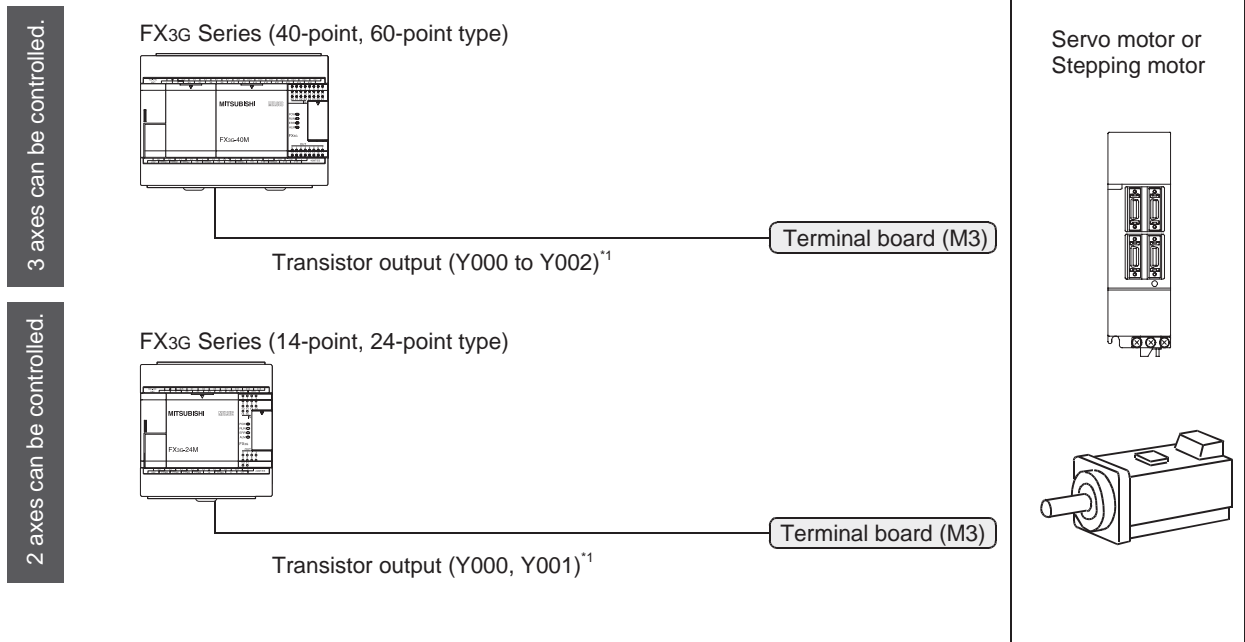 3 axes can be controlled.
FX3G Series (40-point, 60-point type)
MITSUBISHI
FX3G-40M
Transistor output (Y000 to Y002)*1
Terminal board (M3)
2 axes can be controlled.
FX3G Series (14-point, 24-point type)
MITSUBISHI
FX3G-24M
Transistor output (Y000, Y001)*1
Terminal board (M3)
Servo motor or
Stepping motor